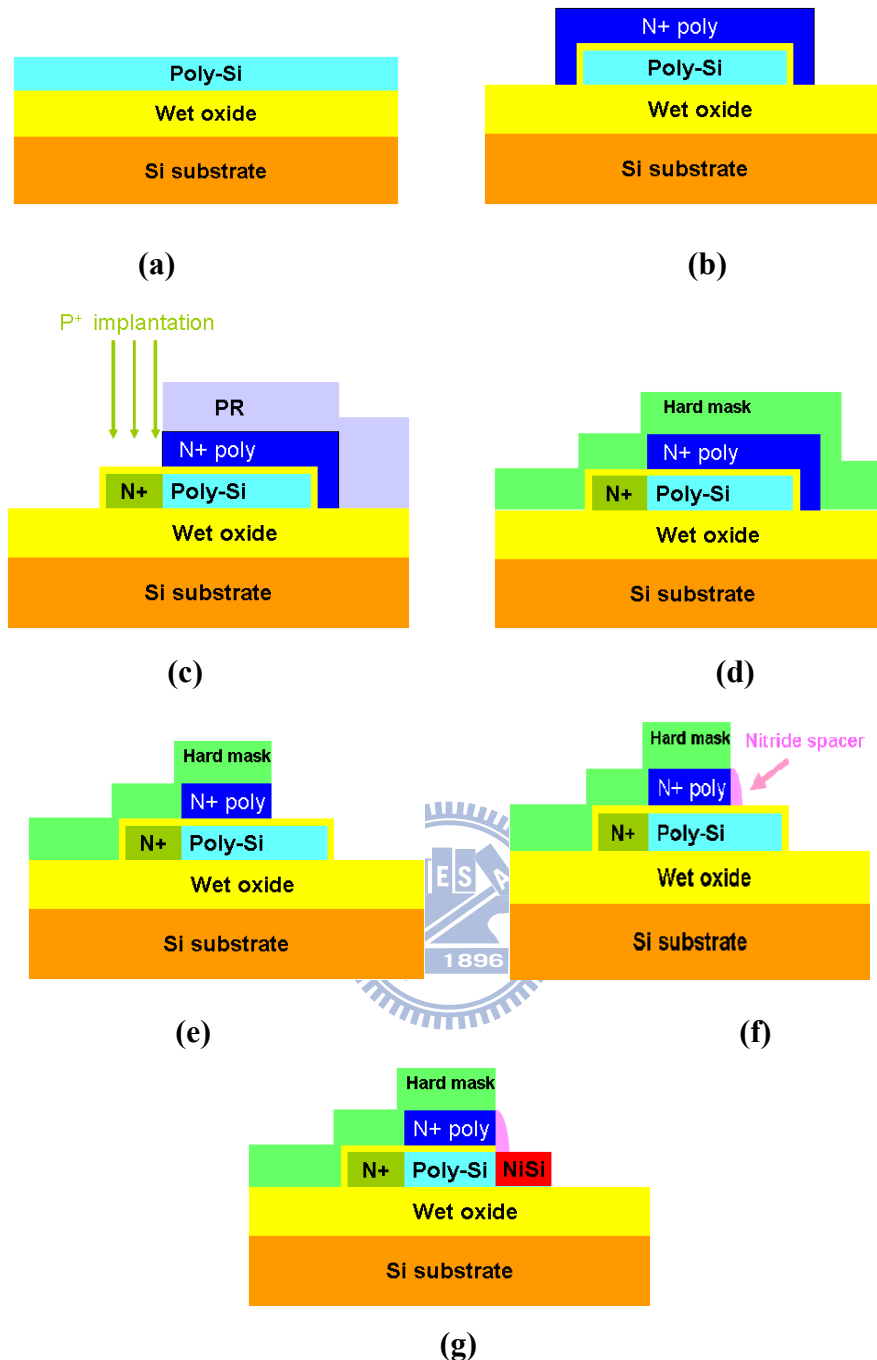 Poly-Si
Wet oxide
Si substrate
(a)
N+ poly
Poly-Si
Wet oxide
Si substrate
(b)
P+ implantation
PR
N+ poly
N+
Poly-Si
Wet oxide
Si substrate
(c)
Hard mask
N+ poly
N+
Poly-Si
Wet oxide
Si substrate
(d)
Hard mask
N+ poly
N+
Poly-Si
Wet oxide
Si substrate
(e)
Hard mask
Nitride spacer
N+ poly
N+
Poly-Si
Wet oxide
Si substrate
(f)
E S A
1896
Hard mask
N+ poly
N+
Poly-Si
NiSi
Wet oxide
Si substrate
(g)